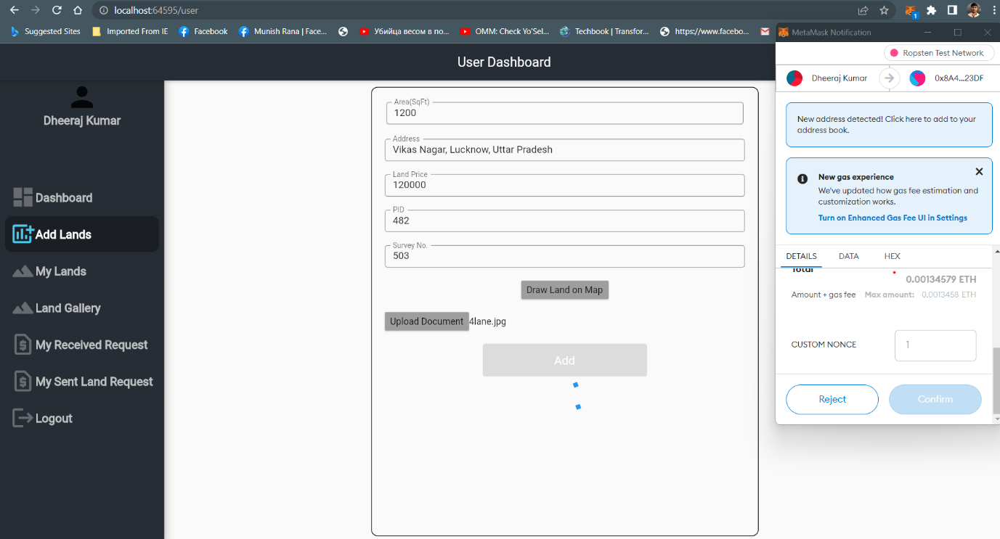 localhost:64595/user
1
Suggested Sites
Imported From IE
Facebook
Munish Rana | Face...
Убийца весом в по...
OMM: Check Yo'Sel...
Techbook | Transfor...
https://www.facebo...
MetaMask Notification
User Dashboard
Dheeraj Kumar
Dashboard
Add Lands
My Lands
Land Gallery
My Received Request
My Sent Land Request
Logout
Area(SqFt)
1200
Address
Vikas Nagar, Lucknow, Uttar Pradesh
Land Price
120000
PID
482
Survey No.
503
Draw Land on Map
Upload Document 4lane.jpg
Add
Ropsten Test Network
Dheeraj Kumar
0x8A4...23DF
New address detected! Click here to add to your
address book.
New gas experience
We've updated how gas fee estimation and
customization works.
Turn on Enhanced Gas Fee UI in Settings
DETAILS DATA HEX
Total
0.00134579 ETH
Amount + gas fee Max amount: 0.0013458 ETH
CUSTOM NONCE 1
Reject Confirm